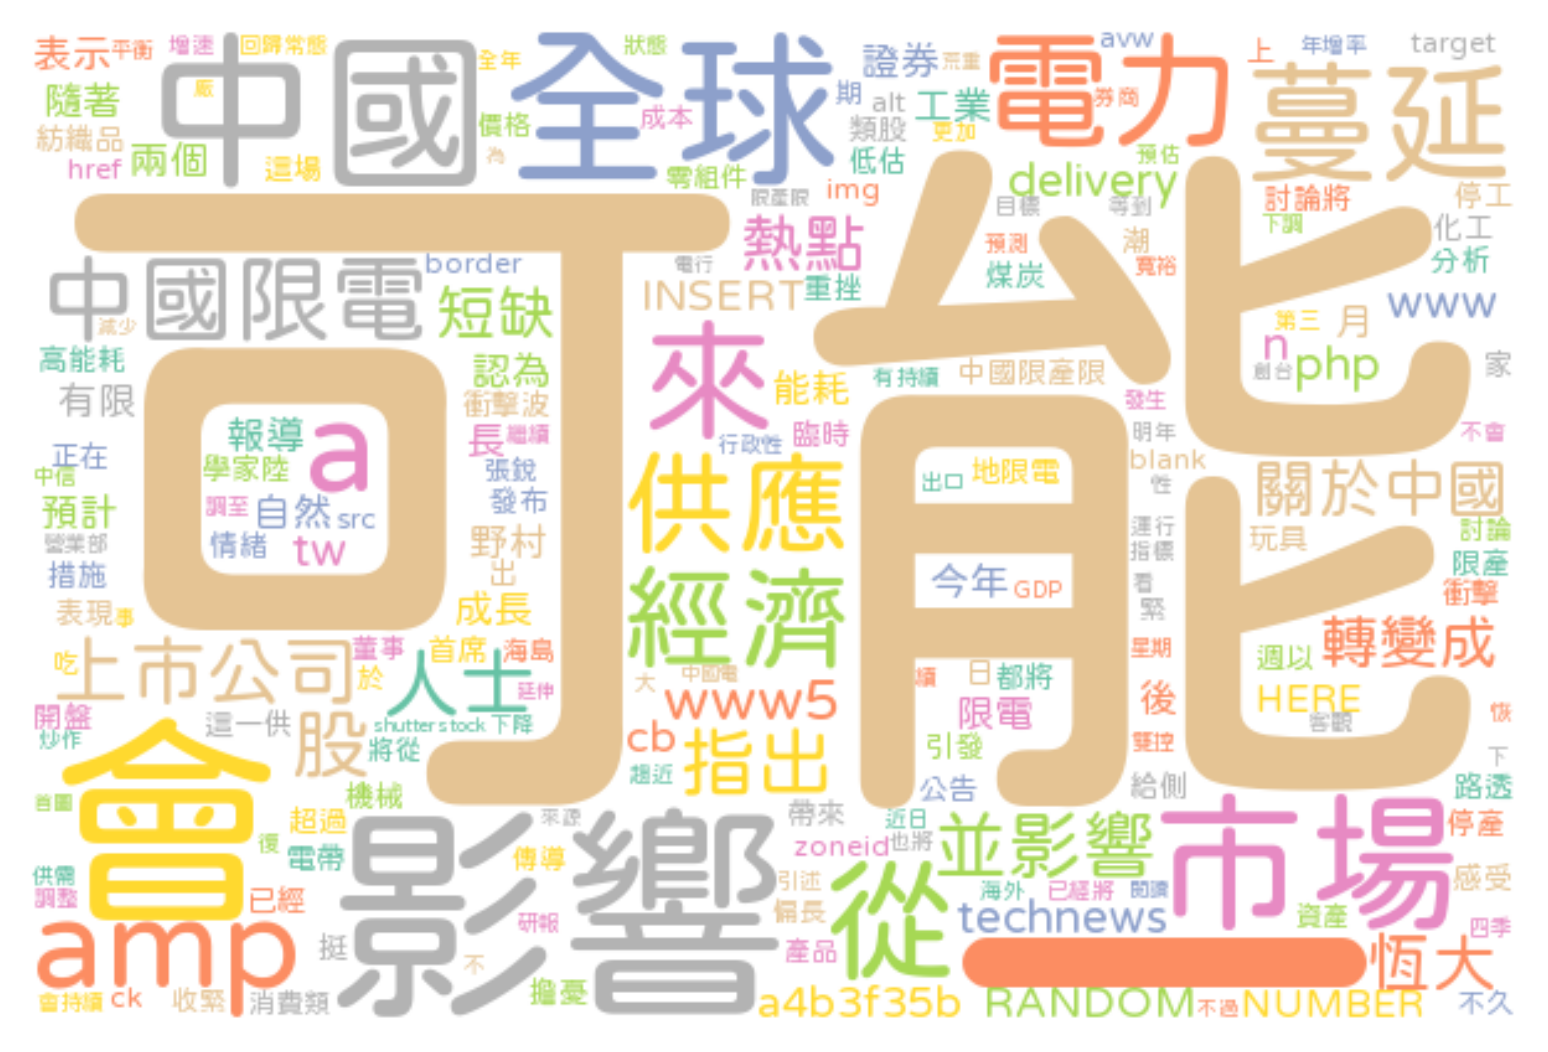 表示
平衡
增速
回歸常態
全年
狀態
中國
全球
證券
荒重
電力
avw
上
年增率
target
隨著
嚴
價格
成本
期
alt
工業
券商
蔓延
紡織品
兩個
這場
為
類股
更加
href
零組件
低估
預估
img
限產限
delivery
討論將
停工
目標
等到
下調
化工
可能
熱點
預測
潮
中國限電
border
電行
煤炭
寬裕
分析
減少
短缺
INSERT
重挫
www
第三
月
高能耗
認為
來
能耗
有持續
中國限產限
n
創台
php
家
有限
衝擊波
發生
報導
a
長
繼續
行政性
臨時
明年
不會
正在
中信
學家陸
張銳
供應
出口
地限電
blank
性
關於中國
調至
自然
src
發布
預計
運行
討論
營業部
情緒
tw
野村
指標
玩具
限產
措施
出
經濟
今年
GDP
看
緊
衝擊
表現
事
成長
轉變成
上市公司
董事
首席
海島
星期
週以
吃
於
人士
延伸
大
中國電
續
日
都將
www5
後
HERE
開盤
這一供
股
shutterstock
下降
限電
客觀
恢
炒作
將從
cb
指出
引發
雙控
下
會
趨近
公告
給側
路透
首圖
機械
超過
影響
來源
帶來
近日
並影響
市場
停產
復
電帶
傳導
zoneid
也將
供需
引述
從
海外
已經將
閱讀
感受
調整
已經
研報
偏長
technews
資產
四季
amp
挺
不
產品
恆大
擔憂
會持續
ck
收緊
消費類
a4b3f35b
RANDOM
不過
NUMBER
不久